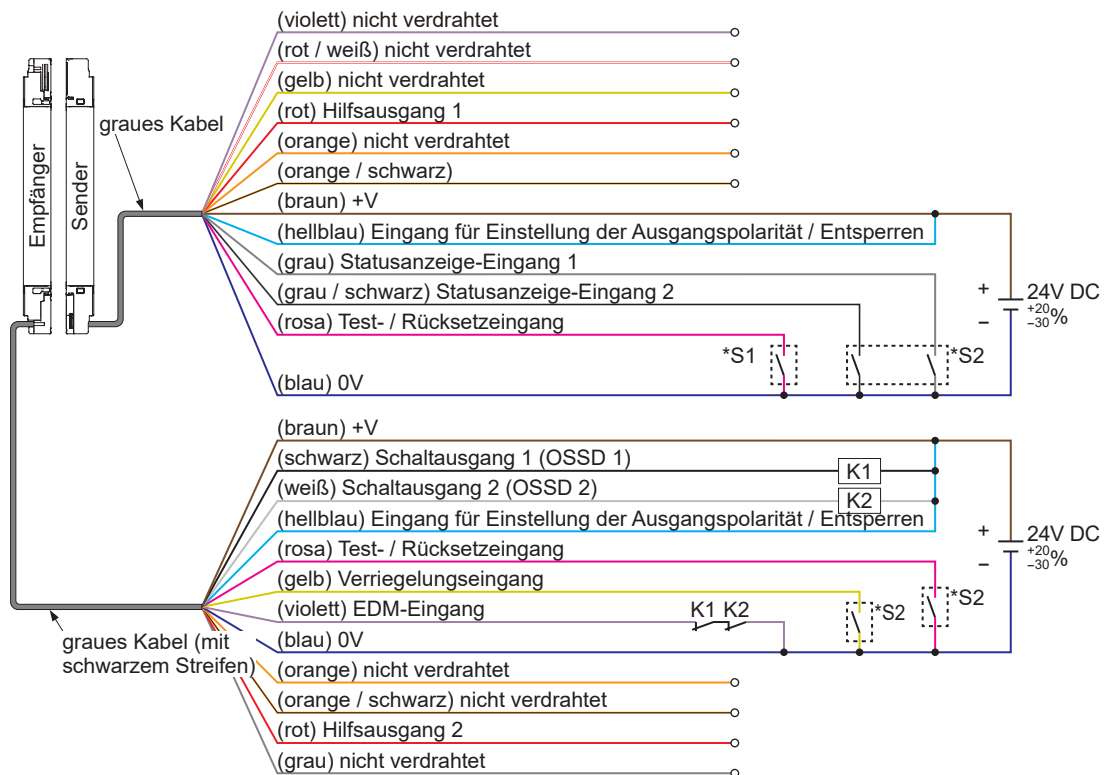 (violett) nicht verdrahtet
(rot / weiß) nicht verdrahtet
(gelb) nicht verdrahtet
(rot) Hilfsausgang 1
(orange) nicht verdrahtet
(orange / schwarz)
(braun) +V
(hellblau) Eingang für Einstellung der Ausgangspolarität / Entsperren
(grau) Statusanzeige-Eingang 1
(grau / schwarz) Statusanzeige-Eingang 2
(rosa) Test- / Rücksetzeingang
(blau) 0V
graues Kabel
Empfänger
Sender
*S1
*S2
+
–
24V DC
+20
–30%
(braun) +V
(schwarz) Schaltausgang 1 (OSSD 1)
(weiß) Schaltausgang 2 (OSSD 2)
(hellblau) Eingang für Einstellung der Ausgangspolarität / Entsperren
(rosa) Test- / Rücksetzeingang
(gelb) Verriegelungseingang
(violett) EDM-Eingang
(blau) 0V
K1
K2
K1 K2
*S2
*S2
+
–
24V DC
+20
–30%
graues Kabel (mit
schwarzem Streifen)
(orange) nicht verdrahtet
(orange / schwarz) nicht verdrahtet
(rot) Hilfsausgang 2
(grau) nicht verdrahtet